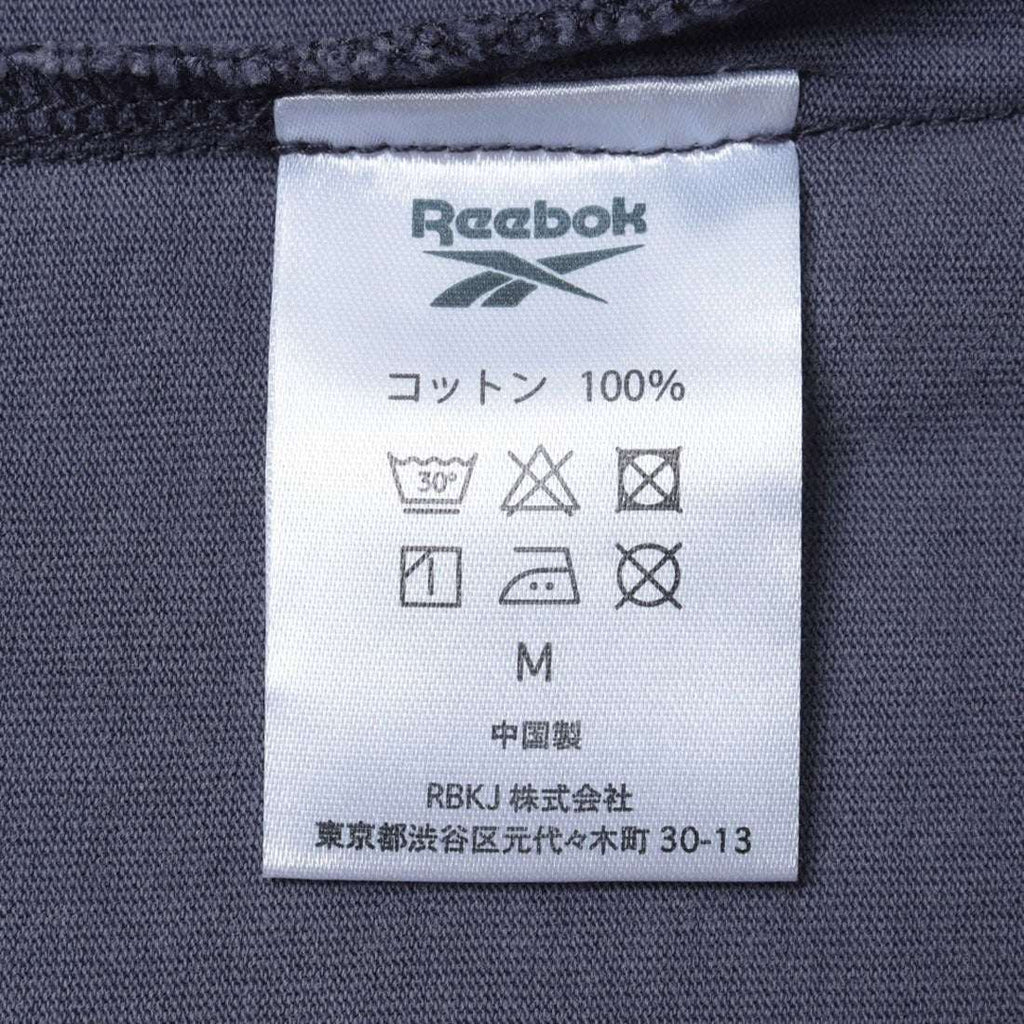 Reebok
コットン 100%
30°
M
中国製
RBKJ 株式会社
東京都渋谷区元代々木町 30-13